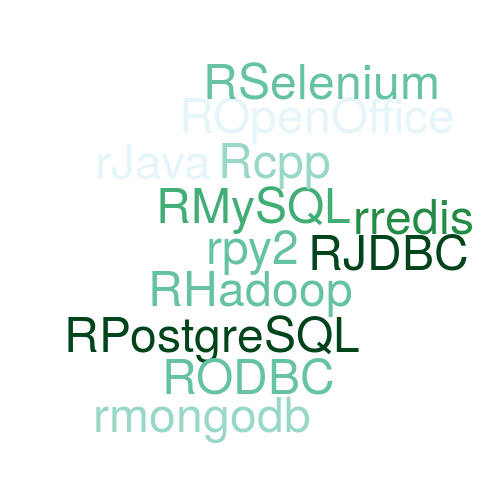 RSelenium
ROpenOffice
rJava Rcpp
RMySQL rredis
rpy2 RJDBC
RHadoop
RPostgreSQL
RODBC
rmongodb